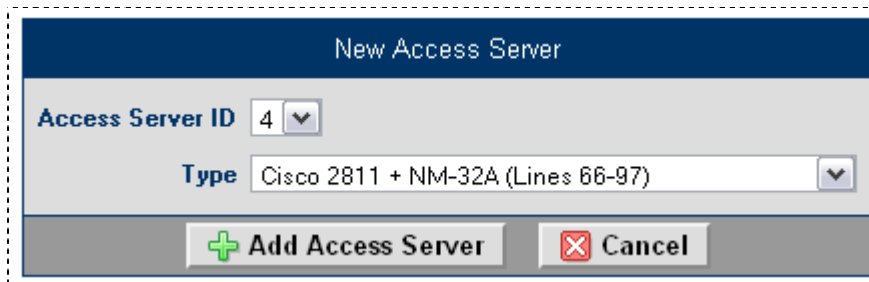 New Access Server
Access Server ID 4
Type Cisco 2811 + NM-32A (Lines 66-97)
Add Access Server Cancel